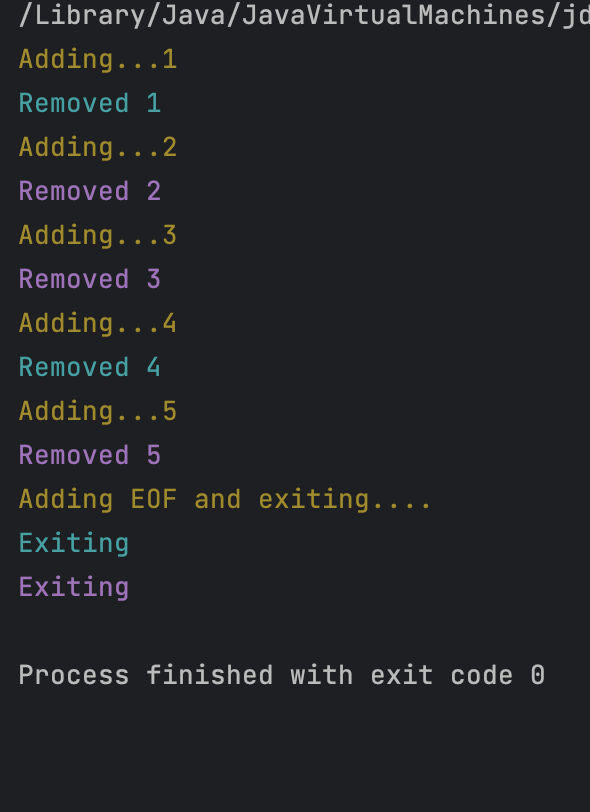 /Library/Java/JavaVirtualMachines/jd
Adding...1
Removed 1
Adding...2
Removed 2
Adding...3
Removed 3
Adding...4
Removed 4
Adding...5
Removed 5
Adding EOF and exiting....
Exiting
Exiting
Process finished with exit code 0